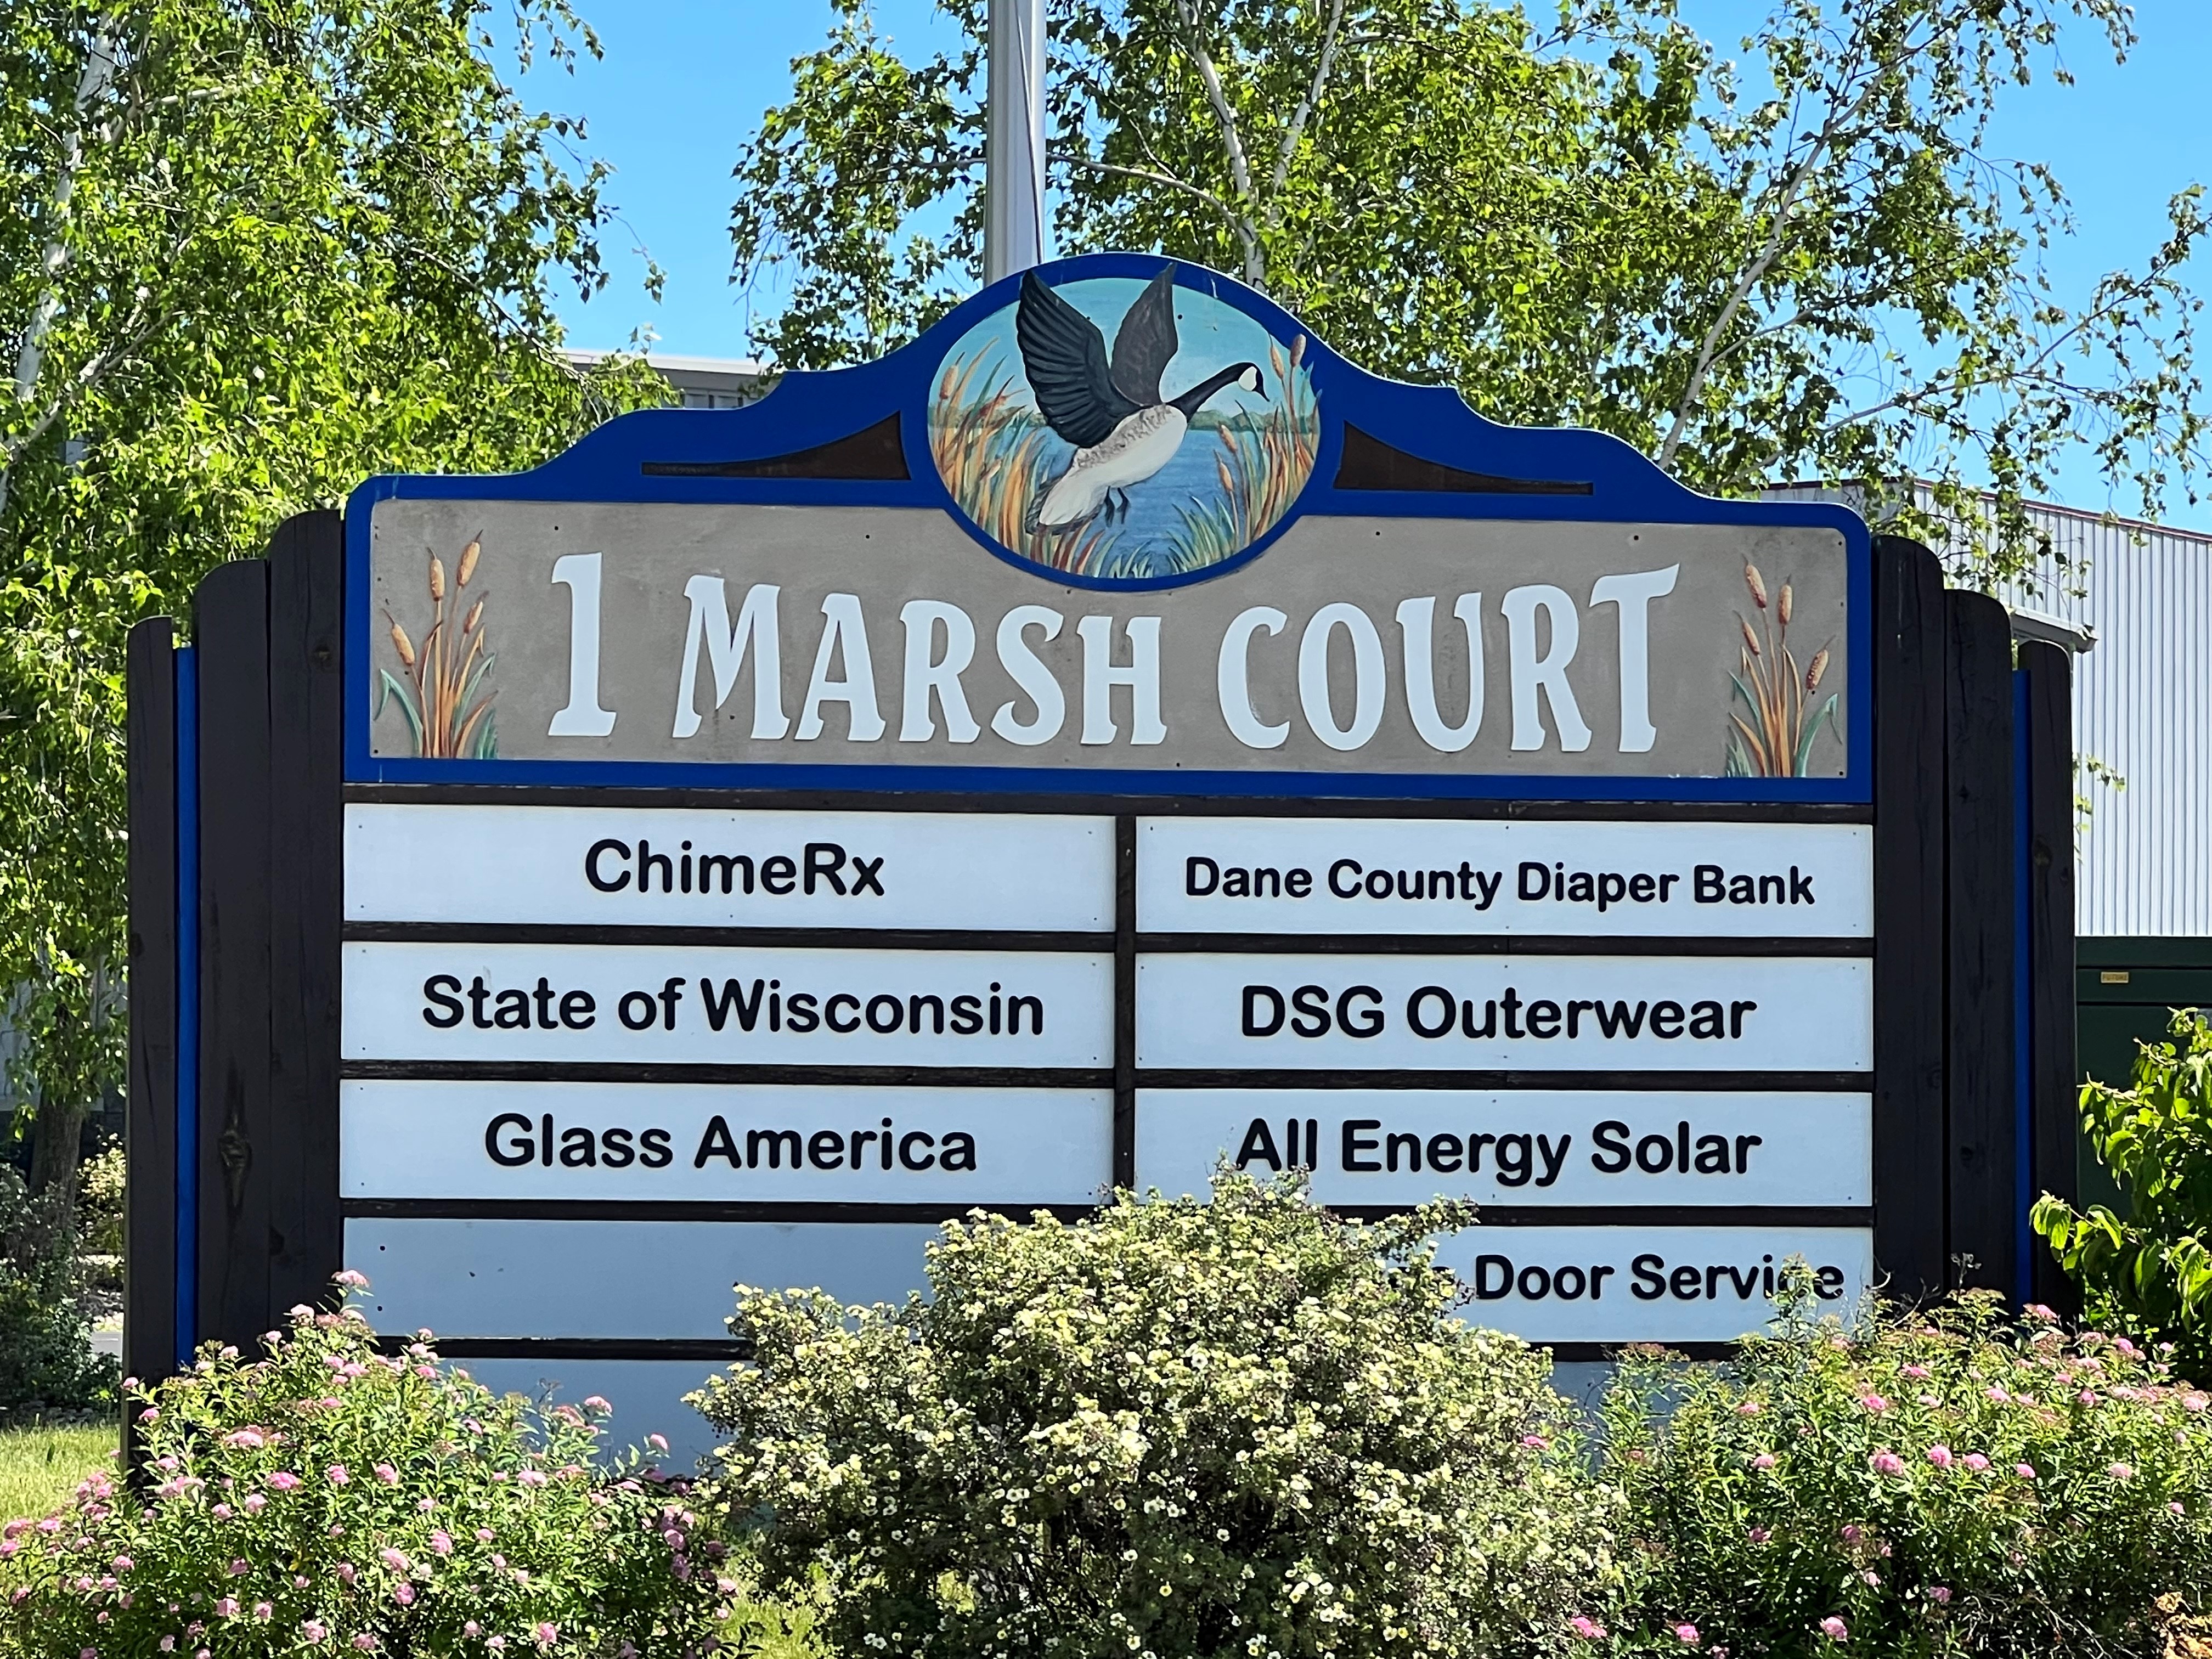 1 MARSH COURT
ChimeRx
Dane County Diaper Bank
State of Wisconsin
DSG Outerwear
Glass America
All Energy Solar
Door Service